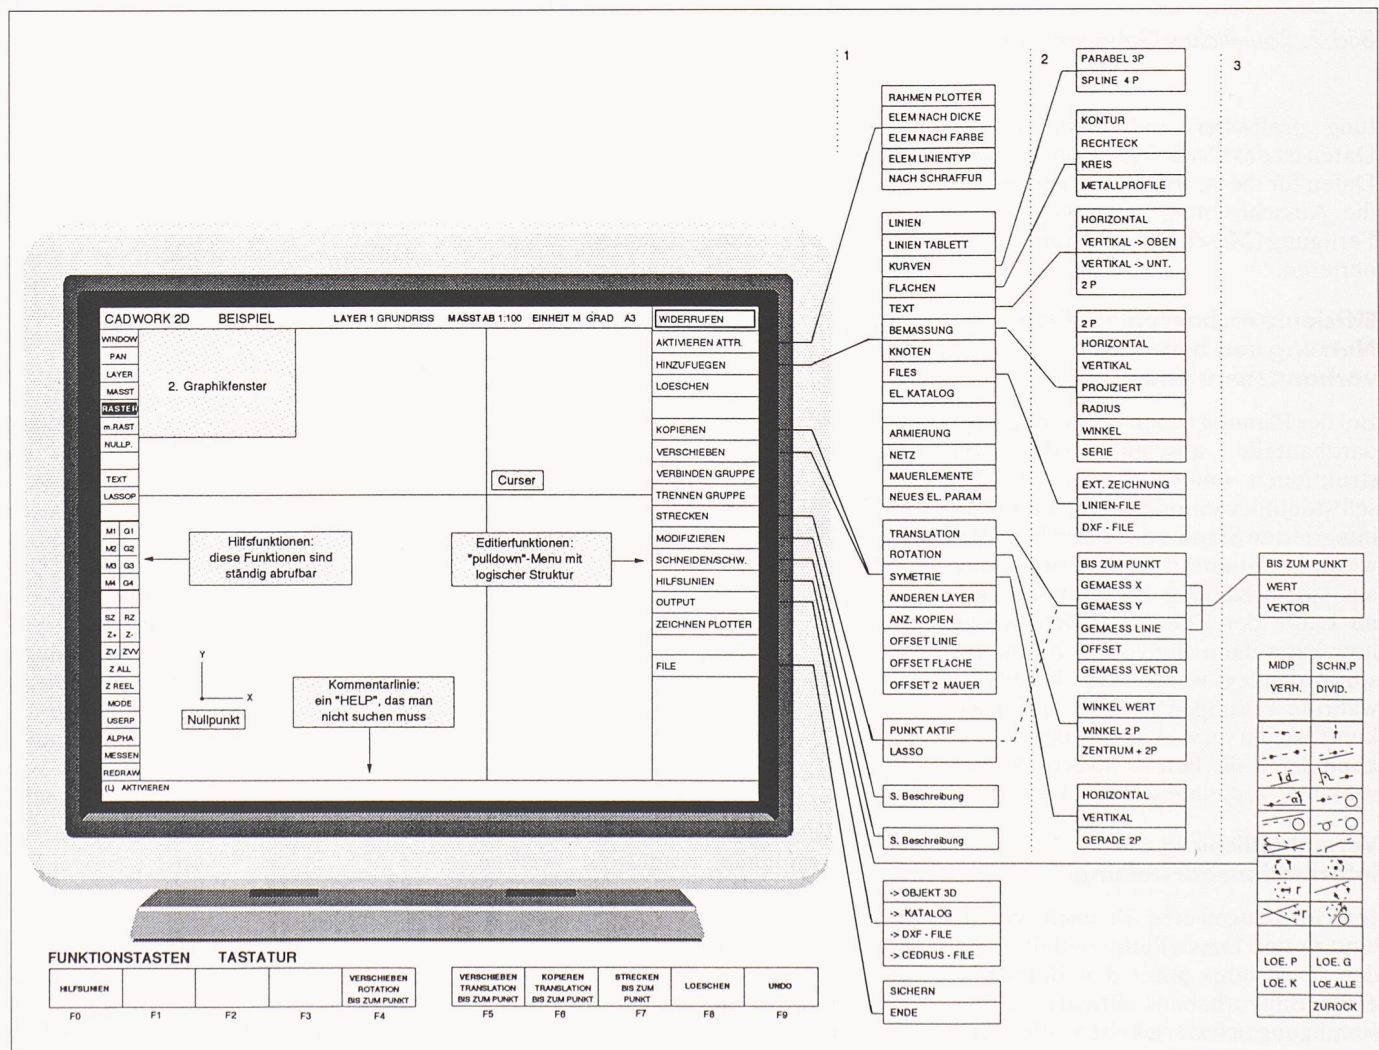 CADWORK 2D BEISPIEL LAYER 1 GRUNDRISS MASSTAB 1:100 EINHEIT M GRAD A3
WINDOW
PAN
LAYER
MASST
RASTER
m.RAST
NULLP.
TEXT
LASSOP
M1 G1
M2 G2
M3 G3
M4 G4
SZ RZ
Z+ Z-
ZV ZVV
Z ALL
Z REEL
MODE
USERP
ALPHA
MESSEN
REDRAW
(L) AKTIVIEREN
2. Graphikfenster
Curser
Hilfsfunktionen:
diese Funktionen sind
ständig abrufbar
Editierfunktionen:
"pulldown"-Menu mit
logischer Struktur
Y
X
Nullpunkt
Kommentarlinie:
ein "HELP", das man
nicht suchen muss
WIDERRUFEN
AKTIVIEREN ATTR.
HINZUFUEGEN
LOESCHEN
KOPIEREN
VERSCHIEBEN
VERBINDEN GRUPPE
TRENNEN GRUPPE
STRECKEN
MODIFIZIEREN
SCHNEIDEN/SCHW.
HILFSLINIEN
OUTPUT
ZEICHNEN PLOTTER
FILE
1
RAHMEN PLOTTER
ELEM NACH DICKE
ELEM NACH FARBE
ELEM LINIENTYP
NACH SCHRAFFUR
LINIEN
LINIEN TABLETT
KURVEN
FLÄCHEN
TEXT
BEMASSUNG
KNOTEN
FILES
EL. KATALOG
ARMIERUNG
NETZ
MAUERLEMENTE
NEUES EL. PARAM
TRANSLATION
ROTATION
SYMETRIE
ANDEREN LAYER
ANZ. KOPIEN
OFFSET LINIE
OFFSET FLÄCHE
OFFSET 2 MAUER
PUNKT AKTIF
LASSO
S. Beschreibung
S. Beschreibung
-> OBJEKT 3D
-> KATALOG
-> DXF - FILE
-> CEDRUS - FILE
SICHERN
ENDE
2
PARABEL 3P
SPLINE 4 P
KONTUR
RECHTECK
KREIS
METALLPROFILE
HORIZONTAL
VERTIKAL -> OBEN
VERTIKAL -> UNT.
2 P
2 P
HORIZONTAL
VERTIKAL
PROJIZIERT
RADIUS
WINKEL
SERIE
EXT. ZEICHNUNG
LINIEN-FILE
DXF - FILE
BIS ZUM PUNKT
GEMAESS X
GEMAESS Y
GEMAESS LINIE
OFFSET
GEMAESS VEKTOR
WINKEL WERT
WINKEL 2 P
ZENTRUM + 2P
HORIZONTAL
VERTIKAL
GERADE 2P
3
BIS ZUM PUNKT
WERT
VEKTOR
MIDP SCHN.P
VERH. DIVID.
d
a
r
r
LOE. P LOE. G
LOE. K LOE.ALLE
ZURÜCK
FUNKTIONSTASTEN TASTATUR
HILFSLINIEN
VERSCHIEBEN
ROTATION
BIS ZUM PUNKT
VERSCHIEBEN
TRANSLATION
BIS ZUM PUNKT
KOPIEREN
TRANSLATION
BIS ZUM PUNKT
STRECKEN
BIS ZUM
PUNKT
LOESCHEN
UNDO
F0 F1 F2 F3 F4 F5 F6 F7 F8 F9